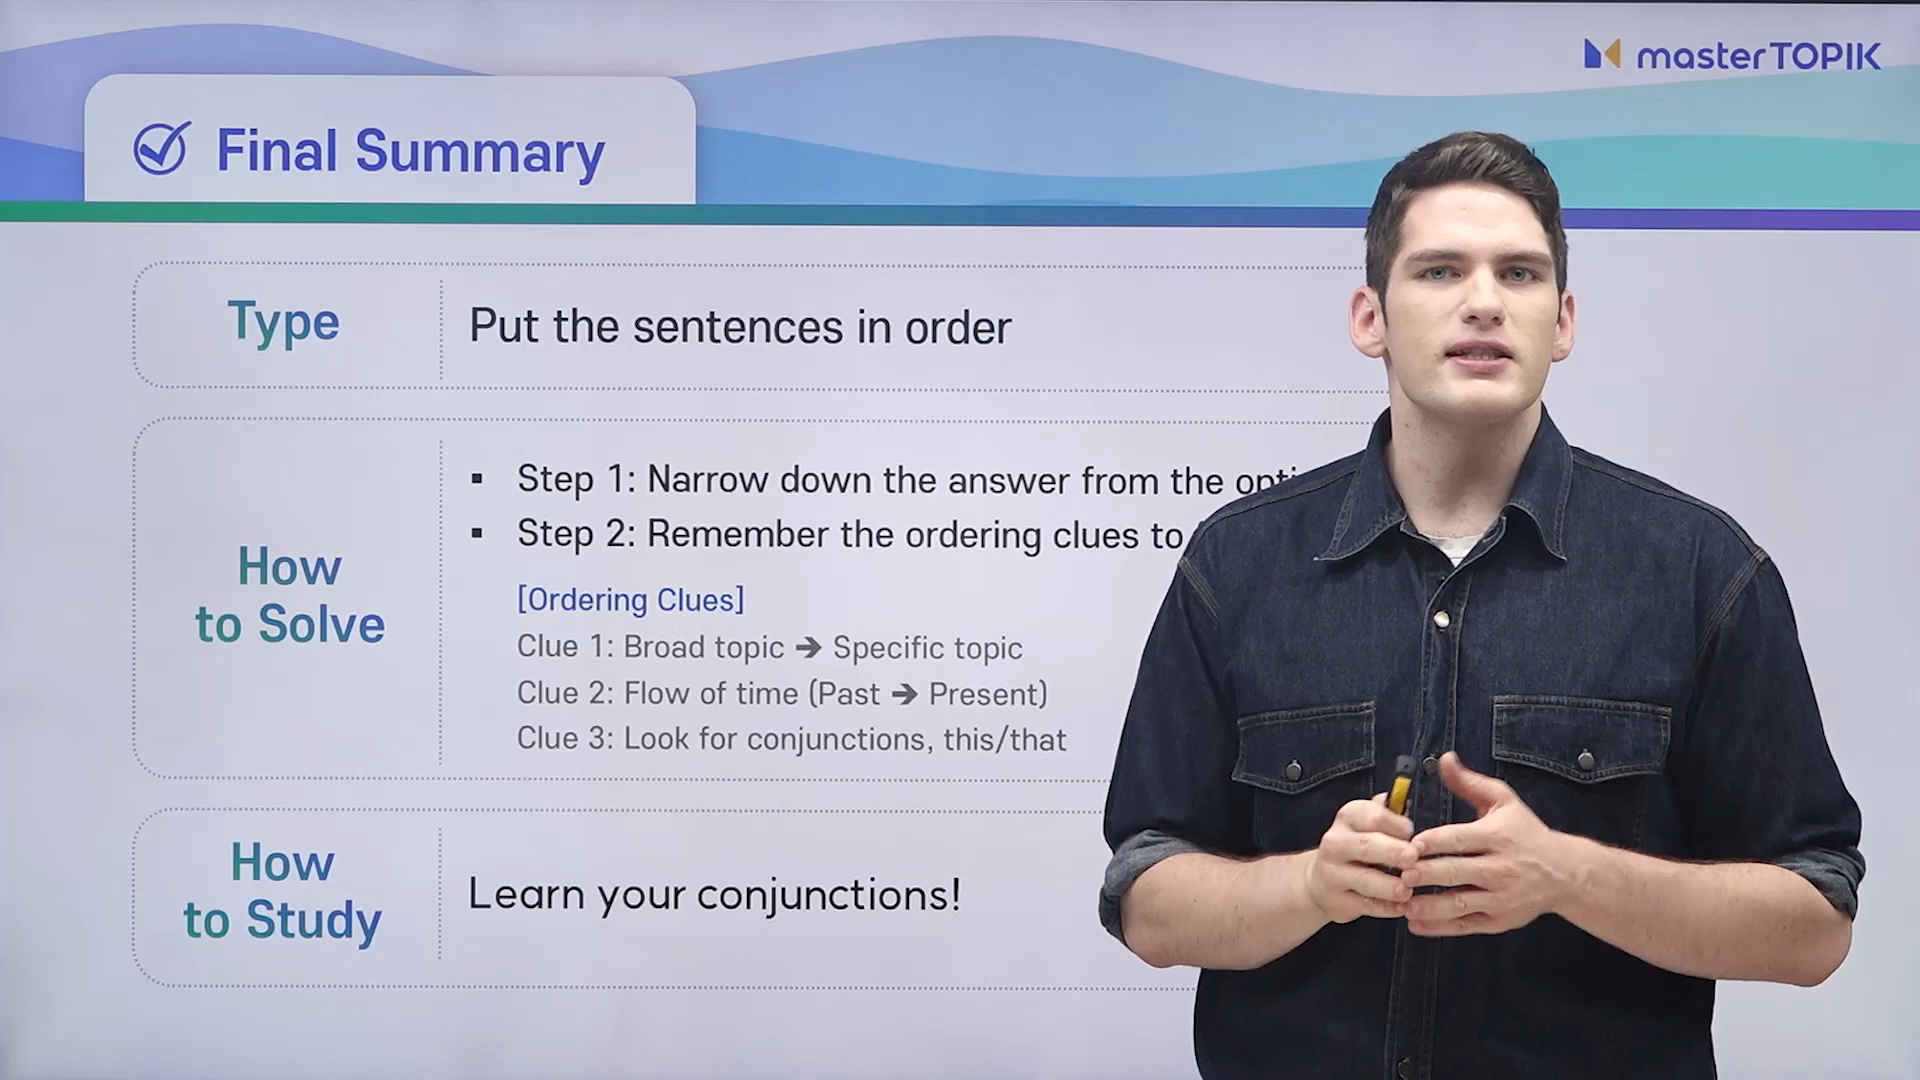 master TOPIK
Final Summary
Type
Put the sentences in order
How
to Solve
▪ Step 1: Narrow down the answer from the
▪ Step 2: Remember the ordering clues to
[Ordering Clues]
Clue 1: Broad topic ➔ Specific topic
Clue 2: Flow of time (Past ➔ Present)
Clue 3: Look for conjunctions, this/that
How
to Study
Learn your conjunctions!